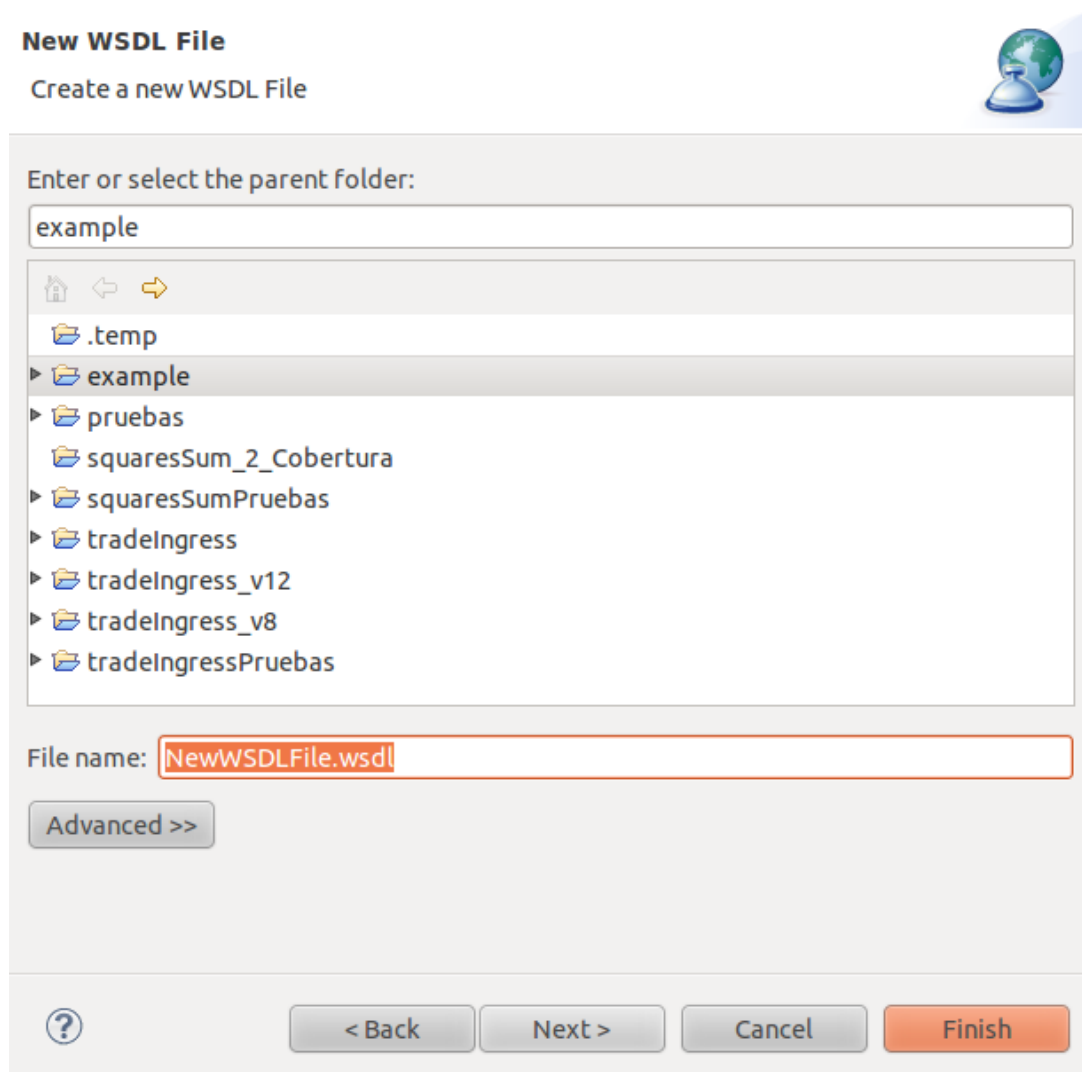 New WSDL File
Create a new WSDL File
Enter or select the parent folder:
example
.temp
example
pruebas
squaresSum_2_Cobertura
squaresSumPruebas
tradeIngress
tradeIngress_v12
tradeIngress_v8
tradeIngressPruebas
File name: NewWSDLFile.wsdl
Advanced >>
? < Back Next > Cancel Finish